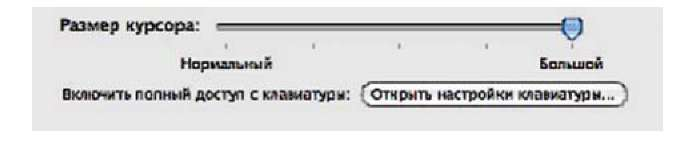 Размер курсора:
Нормальный Большой
Включить полный доступ с клавиатуры: Открыть настройки клавиатуры...